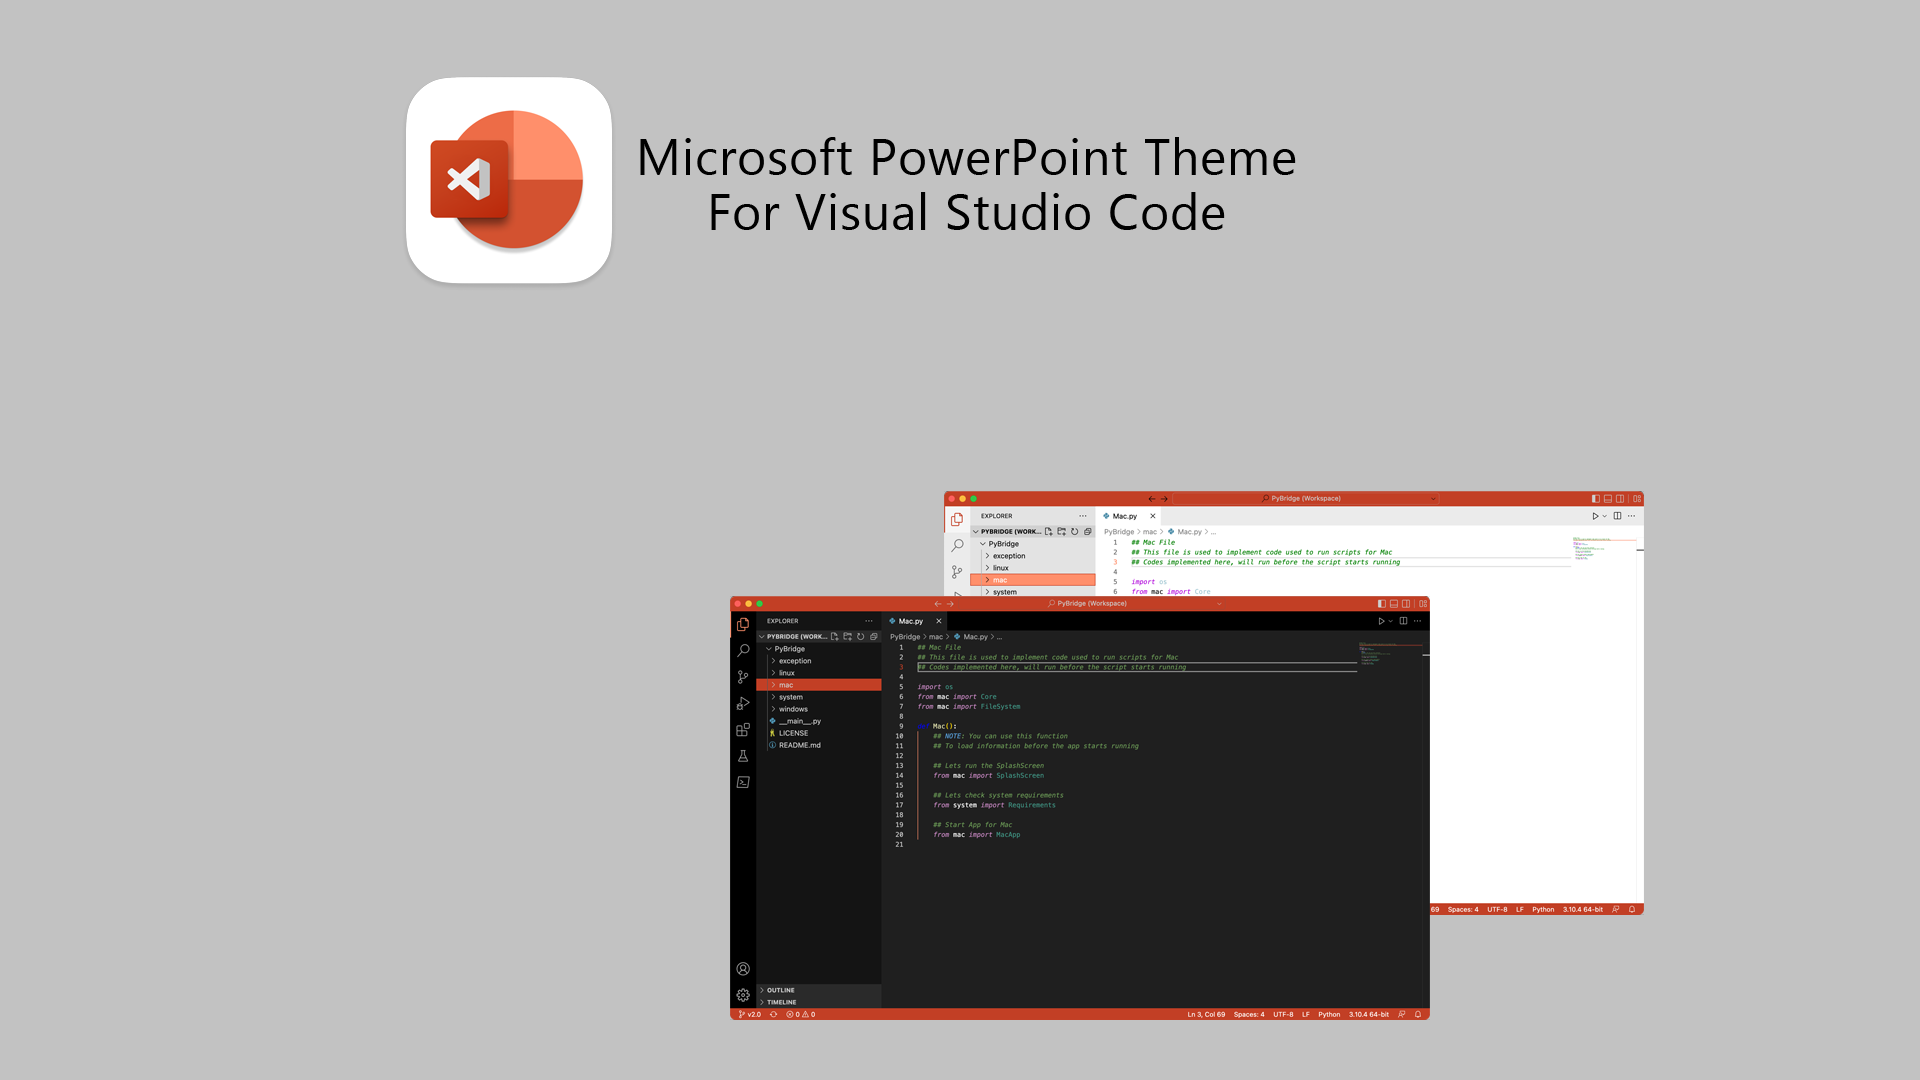 Microsoft PowerPoint Theme
For Visual Studio Code
PyBridge (Workspace)
EXPLORER
Mac.py
PYBRIDGE (WORK...
PyBridge > mac > Mac.py > ...
PyBridge
exception
linux
mac
system
1 ## Mac File
2 ## This file is used to implement code used to run scripts for Mac
3 ## Codes implemented here, will run before the script starts running
4
5 import os
6 from mac import Core
69 Spaces: 4 UTF-8 LF Python 3.10.4 64-bit
PyBridge (Workspace)
EXPLORER
Mac.py
PYBRIDGE (WORK...
PyBridge > mac > Mac.py > ...
PyBridge
exception
linux
mac
system
windows
__main__.py
LICENSE
README.md
1 ## Mac File
2 ## This file is used to implement code used to run scripts for Mac
3 ## Codes implemented here, will run before the script starts running
4
5 import os
6 from mac import Core
7 from mac import FileSystem
8
9 Mac():
10 ## NOTE: You can use this function
11 ## To load information before the app starts running
12
13 ## Lets run the SplashScreen
14 from mac import SplashScreen
15
16 ## Lets check system requirements
17 from system import Requirements
18
19 ## Start App for Mac
20 from mac import MacApp
21
OUTLINE
TIMELINE
v2.0 0 0 Ln 3, Col 69 Spaces: 4 UTF-8 LF Python 3.10.4 64-bit